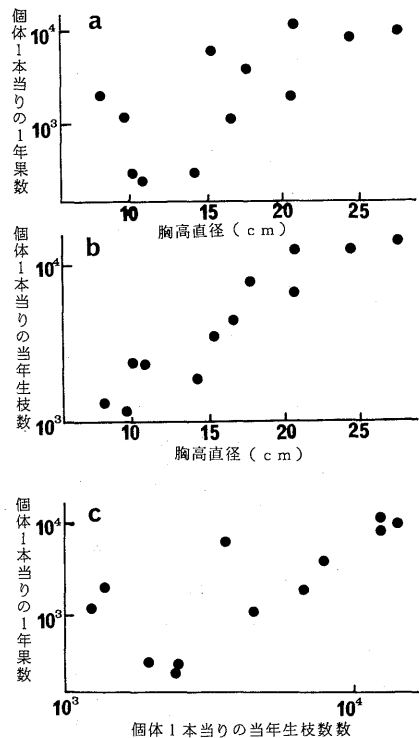 個体1本当りの1年果数
a
10⁴
10³
10
15
20
25
胸高直径(cm)
個体1本当りの当年生枝数
b
10⁴
10³
10
15
20
25
胸高直径(cm)
個体1本当りの1年果数
c
10⁴
10³
10³
10⁴
個体1本当りの当年生枝数数